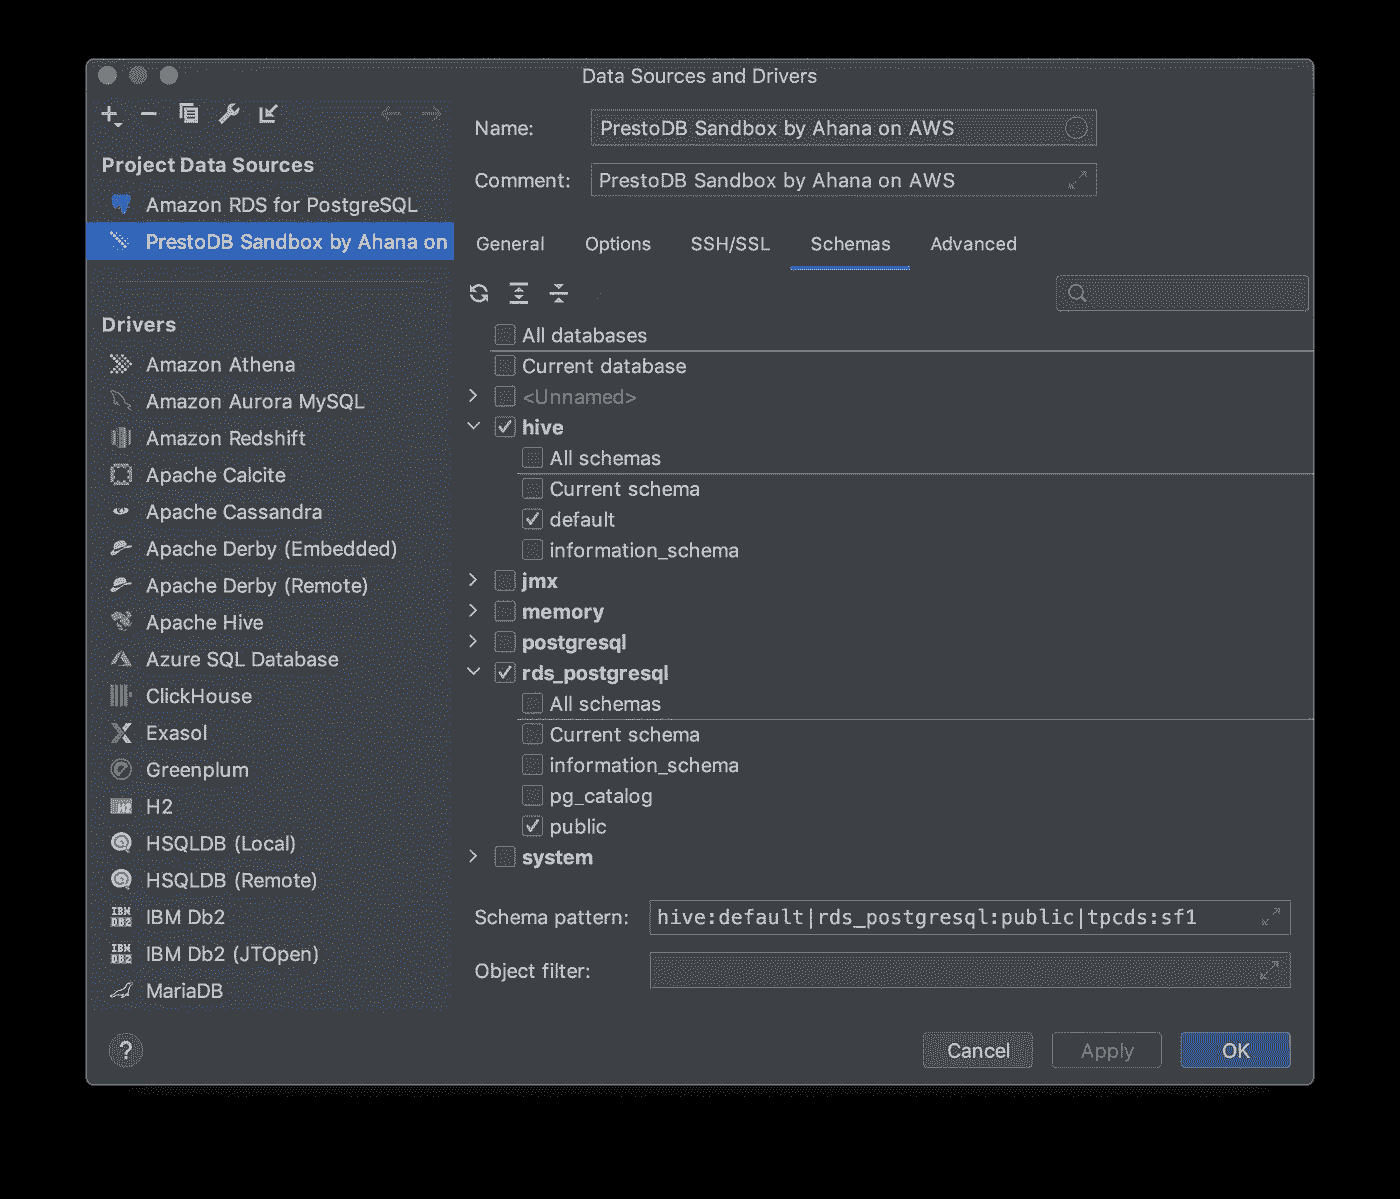 Data Sources and Drivers
Project Data Sources
Amazon RDS for PostgreSQL
PrestoDB Sandbox by Ahana on
Drivers
Amazon Athena
Amazon Aurora MySQL
Amazon Redshift
Apache Calcite
Apache Cassandra
Apache Derby (Embedded)
Apache Derby (Remote)
Apache Hive
Azure SQL Database
ClickHouse
Exasol
Greenplum
H2
HSQLDB (Local)
HSQLDB (Remote)
IBM DB2 IBM Db2
IBM DB2 IBM Db2 (JTOpen)
MariaDB
?
Name: PrestoDB Sandbox by Ahana on AWS
Comment: PrestoDB Sandbox by Ahana on AWS
General Options SSH/SSL Schemas Advanced
All databases
Current database
<Unnamed>
hive
All schemas
Current schema
default
information_schema
jmx
memory
postgresql
rds_postgresql
All schemas
Current schema
information_schema
pg_catalog
public
system
Schema pattern: hive:default|rds_postgresql:public|tpcds:sf1
Object filter:
Cancel Apply OK